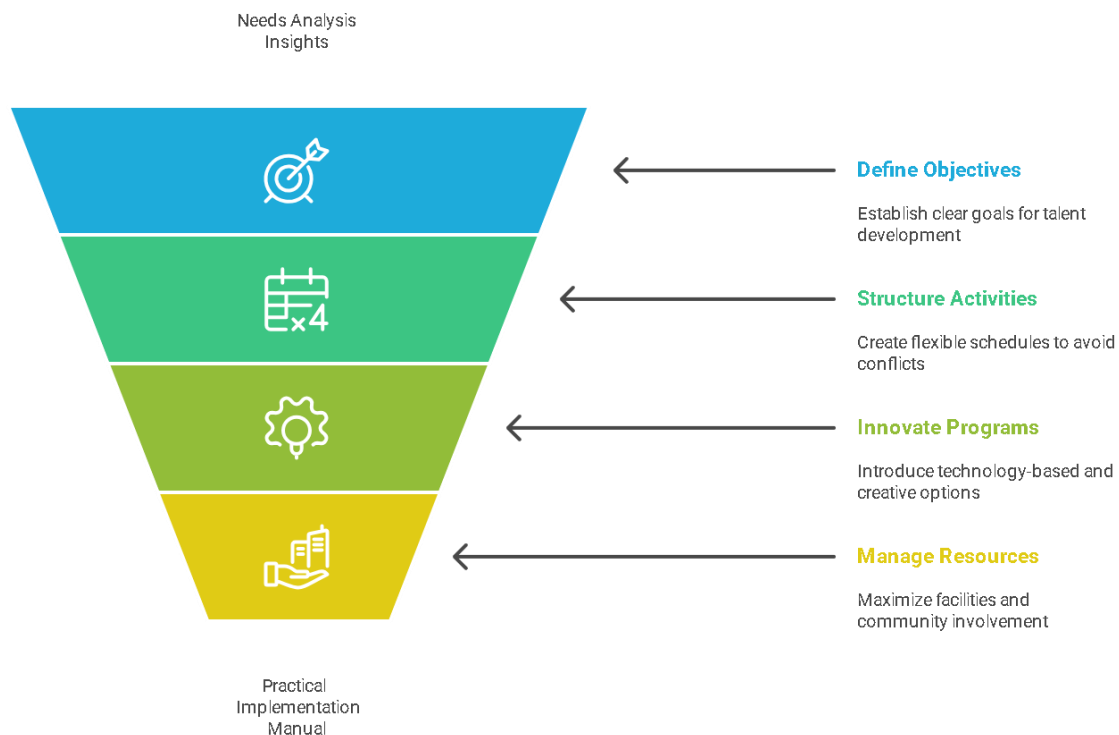 Needs Analysis
Insights
Define Objectives
Establish clear goals for talent
development
×4
Structure Activities
Create flexible schedules to avoid
conflicts
Innovate Programs
Introduce technology-based and
creative options
Manage Resources
Maximize facilities and
community involvement
Practical
Implementation
Manual